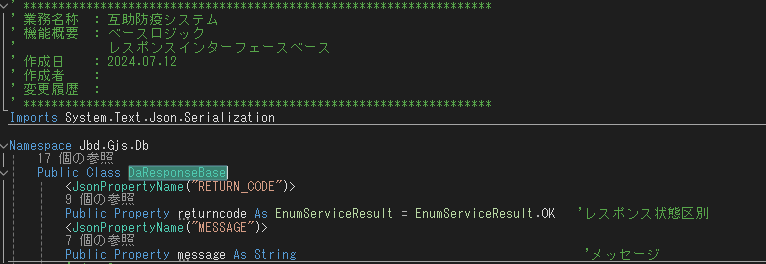 ' *******************************************************************
' 業務名称　: 互助防疫システム
' 機能概要　: ベースロジック
'　　　　　　レスポンスインターフェースベース
' 作成日　　: 2024.07.12
' 作成者　　:
' 変更履歴　:
' *******************************************************************
Imports System.Text.Json.Serialization
Namespace Jbd.Gjs.Db
17 個の参照
Public Class DaResponseBase
<JsonPropertyName("RETURN_CODE")>
9 個の参照
Public Property returncode As EnumServiceResult = EnumServiceResult.OK 'レスポンス状態区別
<JsonPropertyName("MESSAGE")>
7 個の参照
Public Property message As String 'メッセージ